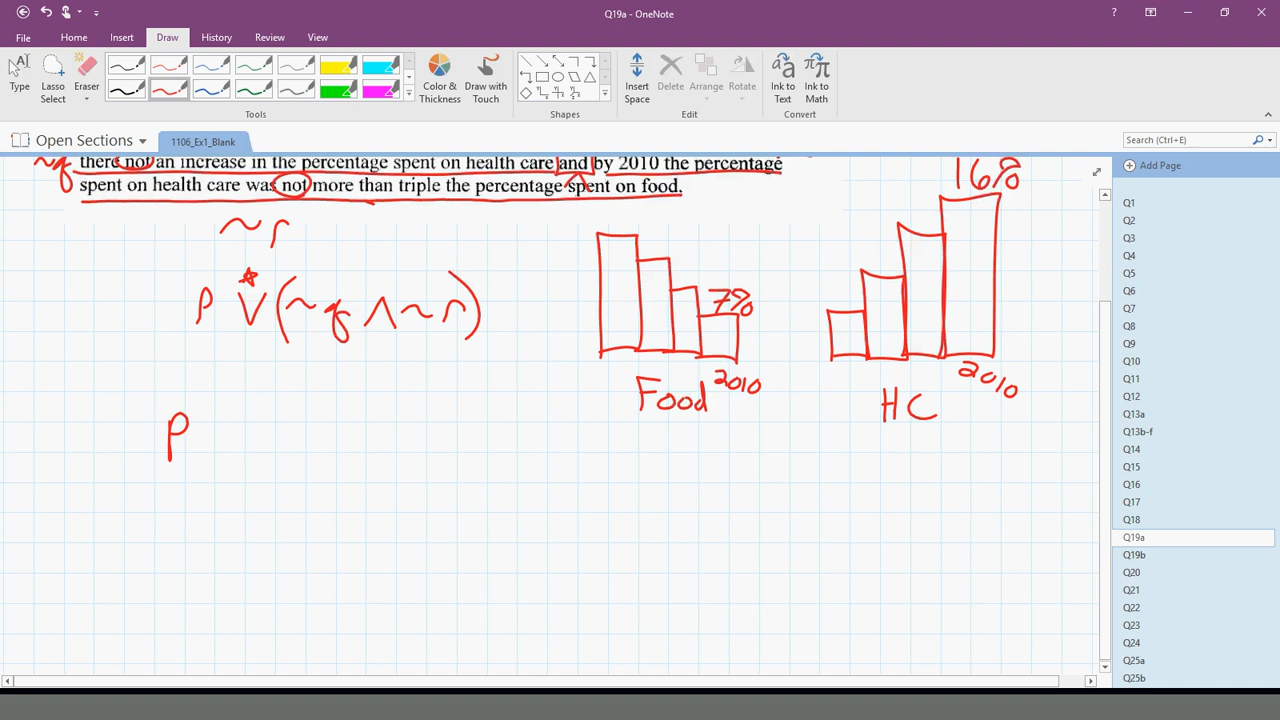 Q19a - OneNote
File Home Insert Draw History Review View
Type
Lasso Select
Eraser
Tools
Color & Thickness
Draw with Touch
Shapes
Insert Space
Delete
Arrange
Rotate
Edit
Ink to Text
Ink to Math
Convert
Open Sections
1106_Ex1_Blank
Search (Ctrl+E)
Add Page
~q there not an increase in the percentage spent on health care and by 2010 the percentage
spent on health care was not more than triple the percentage spent on food.
~r
p ∨ (~q ∧ ~r)
p
7%
2010
Food
16%
2010
HC
Q1
Q2
Q3
Q4
Q5
Q6
Q7
Q8
Q9
Q10
Q11
Q12
Q13a
Q13b-f
Q14
Q15
Q16
Q17
Q18
Q19a
Q19b
Q20
Q21
Q22
Q23
Q24
Q25a
Q25b